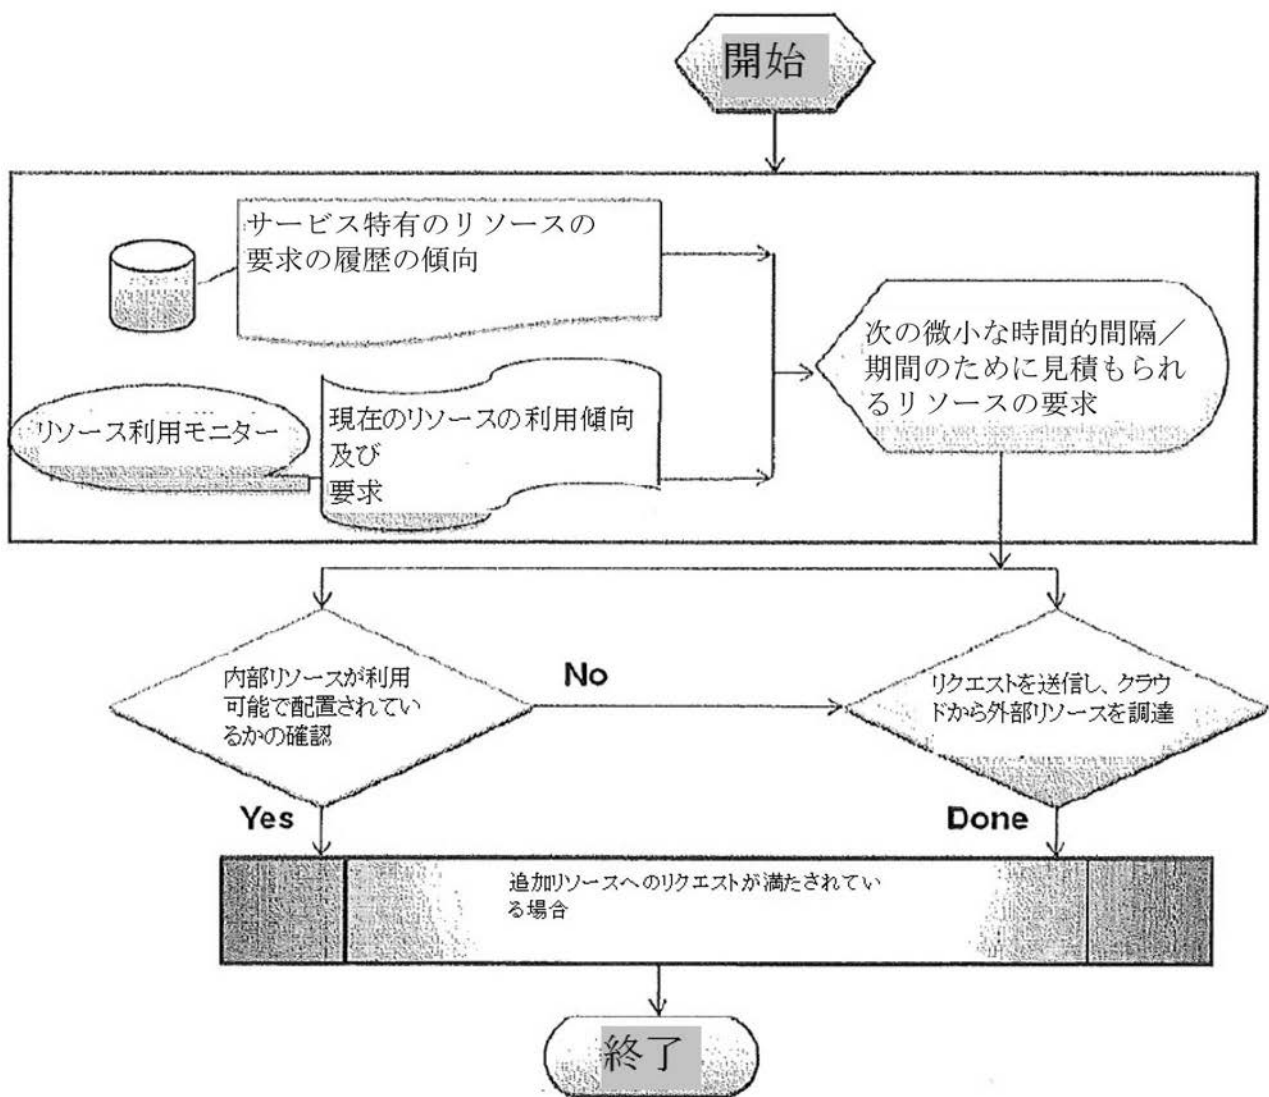 開始
サービス特有のリソースの
要求の履歴の傾向
次の微小な時間的間隔／
期間のために見積もられ
るリソースの要求
リソース利用モニター
現在のリソースの利用傾向
及び
要求
内部リソースが利用
可能で配置されてい
るかの確認
No
リクエストを送信し、クラウ
ドから外部リソースを調達
Yes
Done
追加リソースへのリクエストが満たされてい
る場合
終了